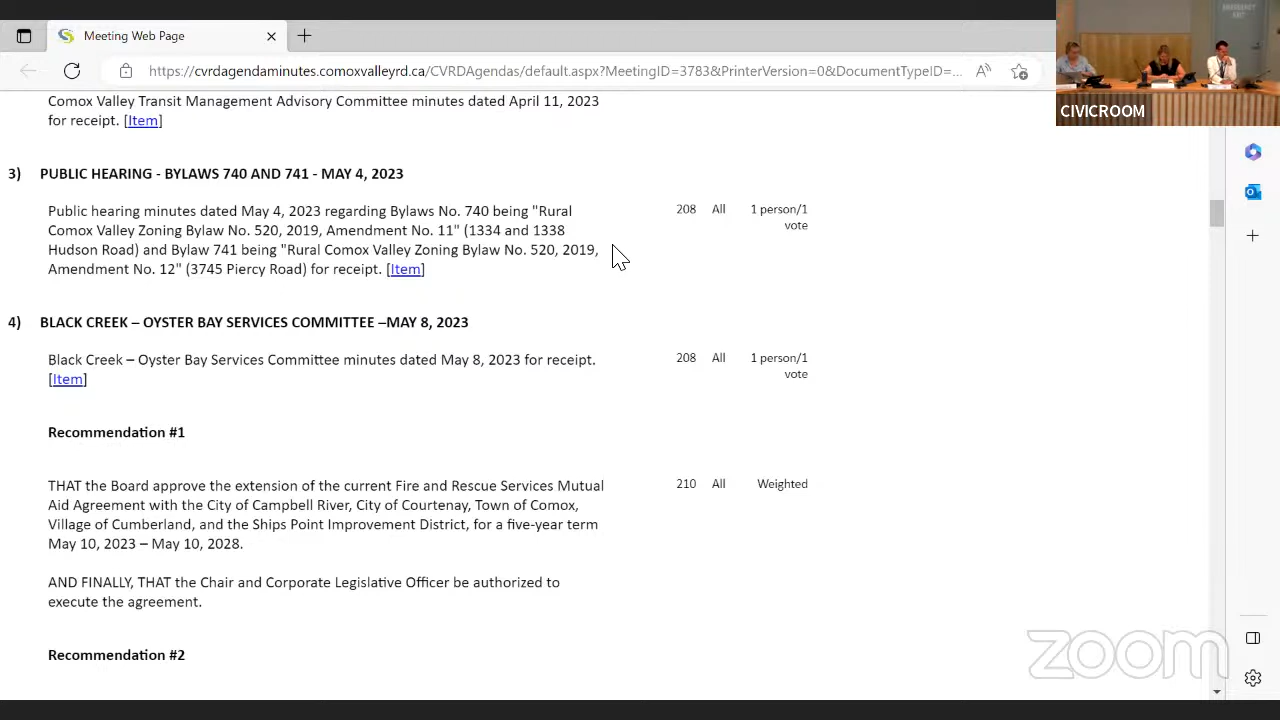 Meeting Web Page
https://cvrdagendaminutes.comoxvalleyrd.ca/CVRDAgendas/default.aspx?MeetingID=3783&PrinterVersion=0&DocumentTypeID=...
EMERGENCY
EXIT
CIVICROOM
Comox Valley Transit Management Advisory Committee minutes dated April 11, 2023
for receipt. [Item]
3) PUBLIC HEARING - BYLAWS 740 AND 741 - MAY 4, 2023
Public hearing minutes dated May 4, 2023 regarding Bylaws No. 740 being "Rural 208 All 1 person/1
vote
Comox Valley Zoning Bylaw No. 520, 2019, Amendment No. 11" (1334 and 1338
Hudson Road) and Bylaw 741 being "Rural Comox Valley Zoning Bylaw No. 520, 2019,
Amendment No. 12" (3745 Piercy Road) for receipt. [Item]
4) BLACK CREEK – OYSTER BAY SERVICES COMMITTEE –MAY 8, 2023
Black Creek – Oyster Bay Services Committee minutes dated May 8, 2023 for receipt. 208 All 1 person/1
vote
[Item]
Recommendation #1
THAT the Board approve the extension of the current Fire and Rescue Services Mutual 210 All Weighted
Aid Agreement with the City of Campbell River, City of Courtenay, Town of Comox,
Village of Cumberland, and the Ships Point Improvement District, for a five-year term
May 10, 2023 – May 10, 2028.
AND FINALLY, THAT the Chair and Corporate Legislative Officer be authorized to
execute the agreement.
Recommendation #2
zoom